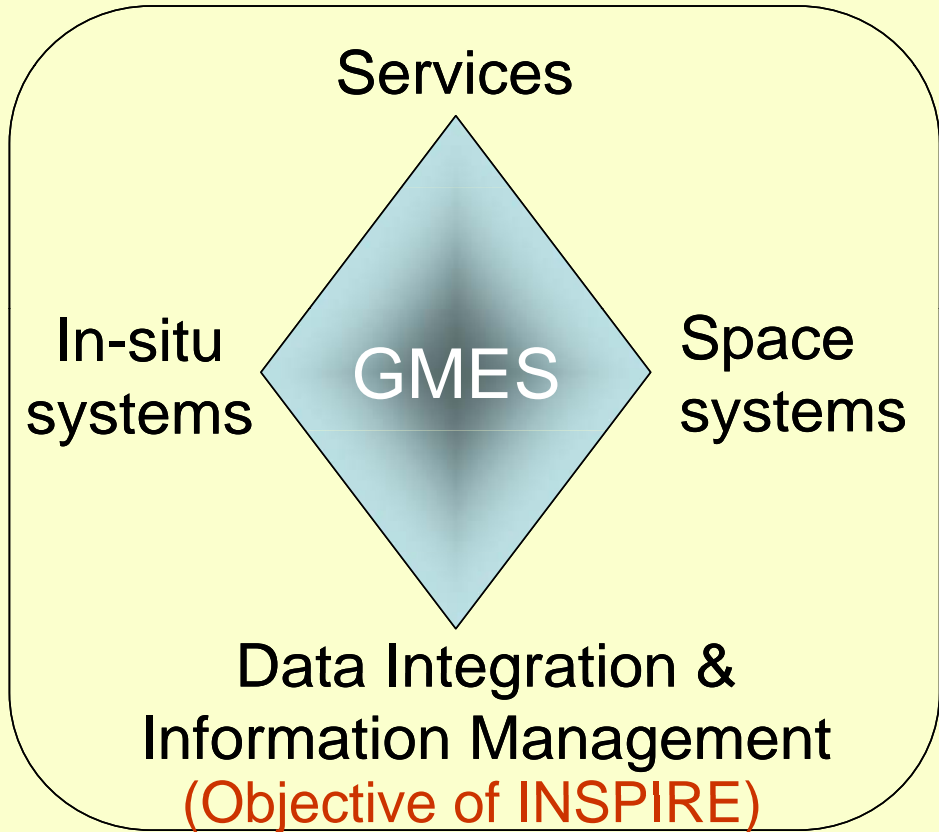 Services
In-situ
systems
GMES
Space
systems
Data Integration &
Information Management
(Objective of INSPIRE)